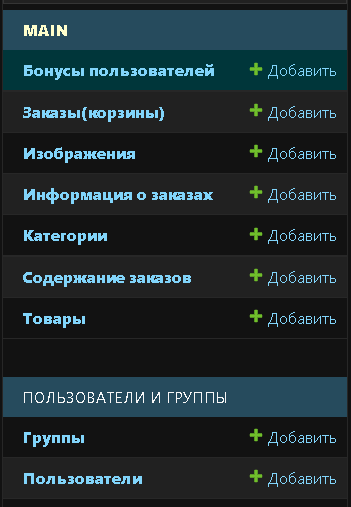 MAIN
Бонусы пользователей Добавить
Заказы(корзины) Добавить
Изображения Добавить
Информация о заказах Добавить
Категории Добавить
Содержание заказов Добавить
Товары Добавить
ПОЛЬЗОВАТЕЛИ И ГРУППЫ
Группы Добавить
Пользователи Добавить